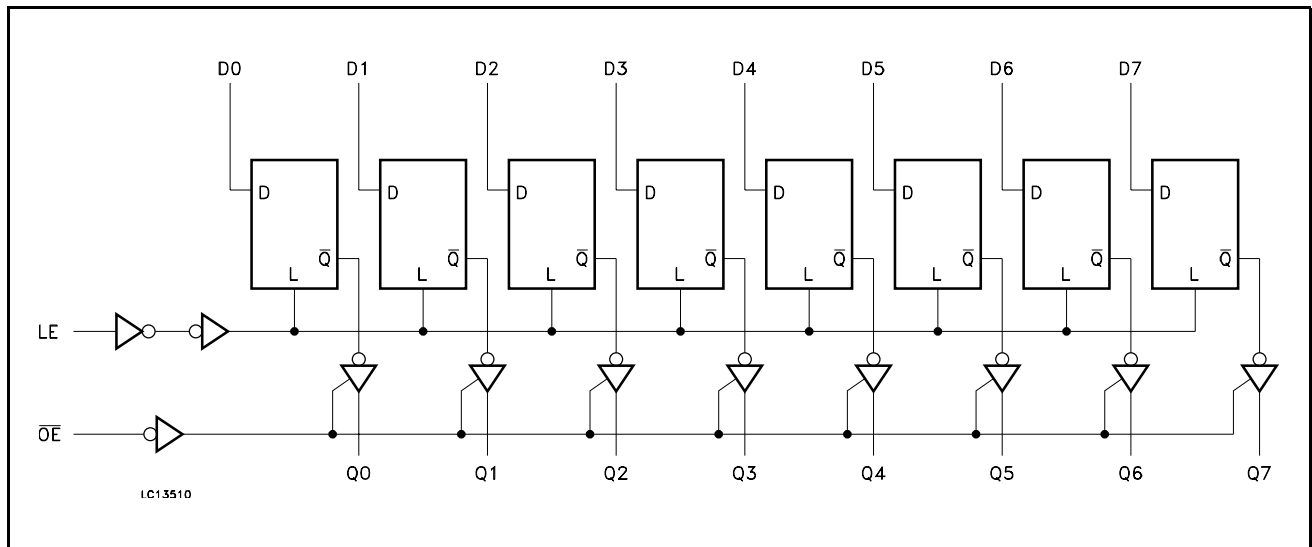 D0 D1 D2 D3 D4 D5 D6 D7
D D D D D D D D
Q̅ Q̅ Q̅ Q̅ Q̅ Q̅ Q̅ Q̅
L L L L L L L L
LE
O̅E̅
Q0 Q1 Q2 Q3 Q4 Q5 Q6 Q7
LC13510